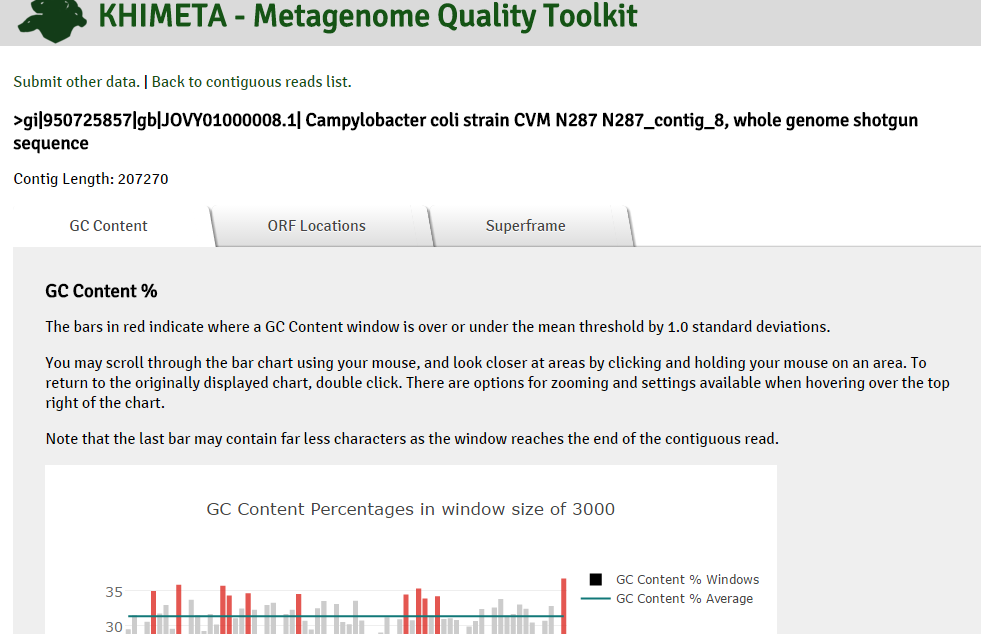 KHIMETA - Metagenome Quality Toolkit
Submit other data. | Back to contiguous reads list.
>gi|950725857|gb|JOVY01000008.1| Campylobacter coli strain CVM N287 N287_contig_8, whole genome shotgun
sequence
Contig Length: 207270
GC Content ORF Locations Superframe
GC Content %
The bars in red indicate where a GC Content window is over or under the mean threshold by 1.0 standard deviations.
You may scroll through the bar chart using your mouse, and look closer at areas by clicking and holding your mouse on an area. To
return to the originally displayed chart, double click. There are options for zooming and settings available when hovering over the top
right of the chart.
Note that the last bar may contain far less characters as the window reaches the end of the contiguous read.
GC Content Percentages in window size of 3000
35 GC Content % Windows
GC Content % Average
30